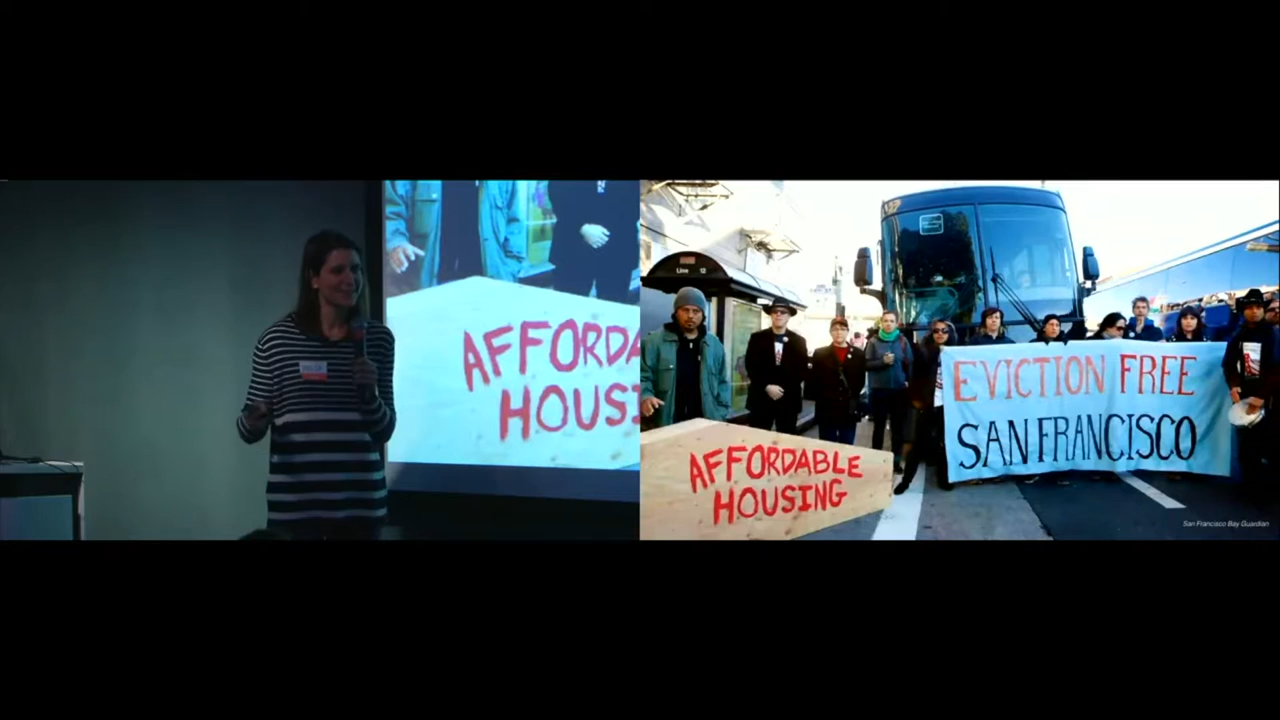 AFFORDA
HOUSI
Line 12
AFFORDABLE
HOUSING
EVICTION FREE
SAN FRANCISCO
San Francisco Bay Guardian